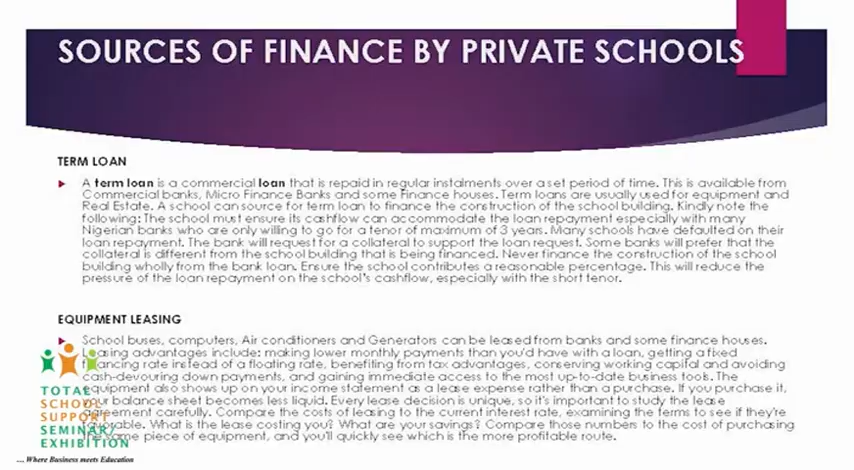 SOURCES OF FINANCE BY PRIVATE SCHOOLS
TERM LOAN
A term loan is a commercial loan that is repaid in regular instalments over a set period of time. This is available from
Commercial banks, Micro Finance Banks and some Finance houses. Term loans are usually used for equipment and
Real Estate. A school can source for term loan to finance the construction of the school building. Kindly note the
following: The school must ensure its cashflow can accommodate the loan repayment especially with many
Nigerian banks who are only willing to go for a tenor of maximum of 3 years. Many schools have defaulted on their
loan repayment. The bank will request for a collateral to support the loan request. Some banks will prefer that the
collateral is different from the school building that is being financed. Never finance the construction of the school
building wholly from the bank loan. Ensure the school contributes a reasonable percentage. This will reduce the
pressure of the loan repayment on the school's cashflow, especially with the short tenor.
EQUIPMENT LEASING
School buses, computers, Air conditioners and Generators can be leased from banks and some finance houses.
Leasing advantages include: making lower monthly payments than you'd have with a loan, getting a fixed
financing rate instead of a floating rate, benefiting from tax advantages, conserving working capital and avoiding
cash-devouring down payments, and gaining immediate access to the most up-to-date business tools. The
equipment also shows up on your income statement as a lease expense rather than a purchase. If you purchase it,
your balance sheet becomes less liquid. Every lease decision is unique, so it's important to study the lease
agreement carefully. Compare the costs of leasing to the current interest rate, examining the terms to see if they're
favorable. What is the lease costing you? What are your savings? Compare those numbers to the cost of purchasing
the same piece of equipment, and you'll quickly see which is the more profitable route.
TOTAL
SCHOOL
SUPPORT
SEMINAR/
EXHIBITION
.... Where Business meets Education